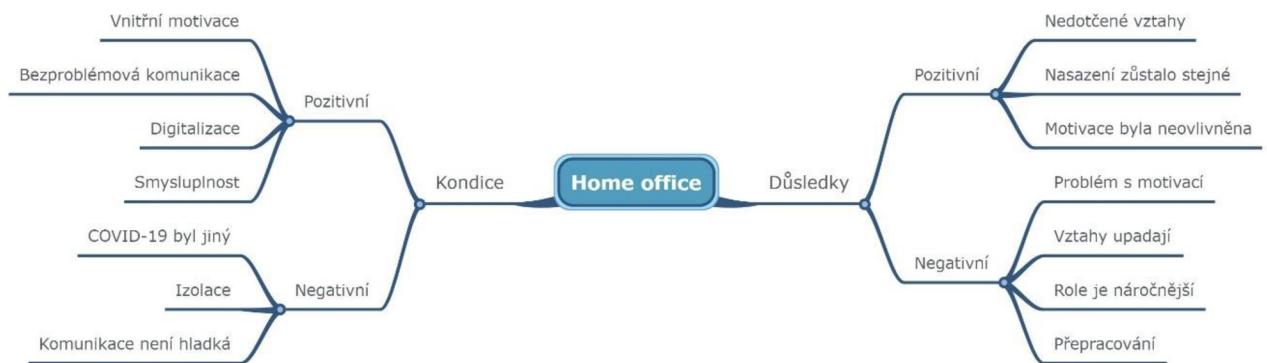 Vnitřní motivace
Bezproblémová komunikace
Digitalizace
Smysluplnost
Pozitivní
COVID-19 byl jiný
Izolace
Komunikace není hladká
Negativní
Kondice
Home office
Důsledky
Pozitivní
Nedotčené vztahy
Nasazení zůstalo stejné
Motivace byla neovlivněna
Negativní
Problém s motivací
Vztahy upadají
Role je náročnější
Přepracování